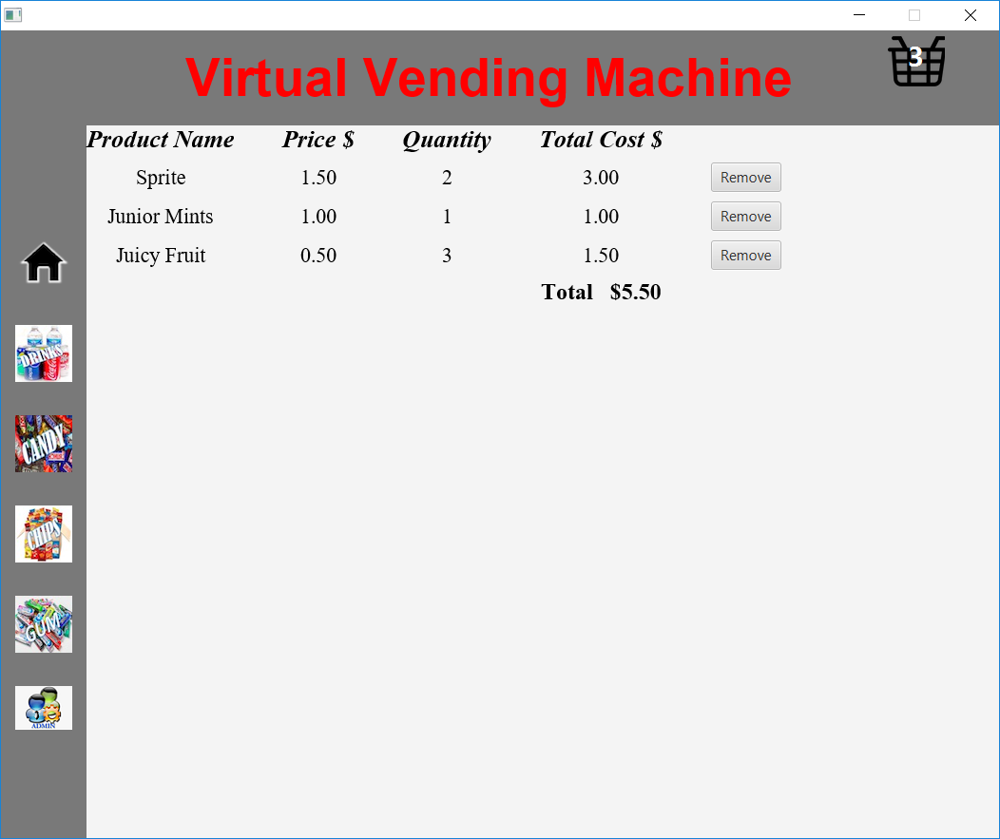 3
Virtual Vending Machine
Product Name Price $ Quantity Total Cost $
Sprite 1.50 2 3.00 Remove
Junior Mints 1.00 1 1.00 Remove
Juicy Fruit 0.50 3 1.50 Remove
Total $5.50
DRINKS
CANDY
CHIPS
GUM
ADMIN